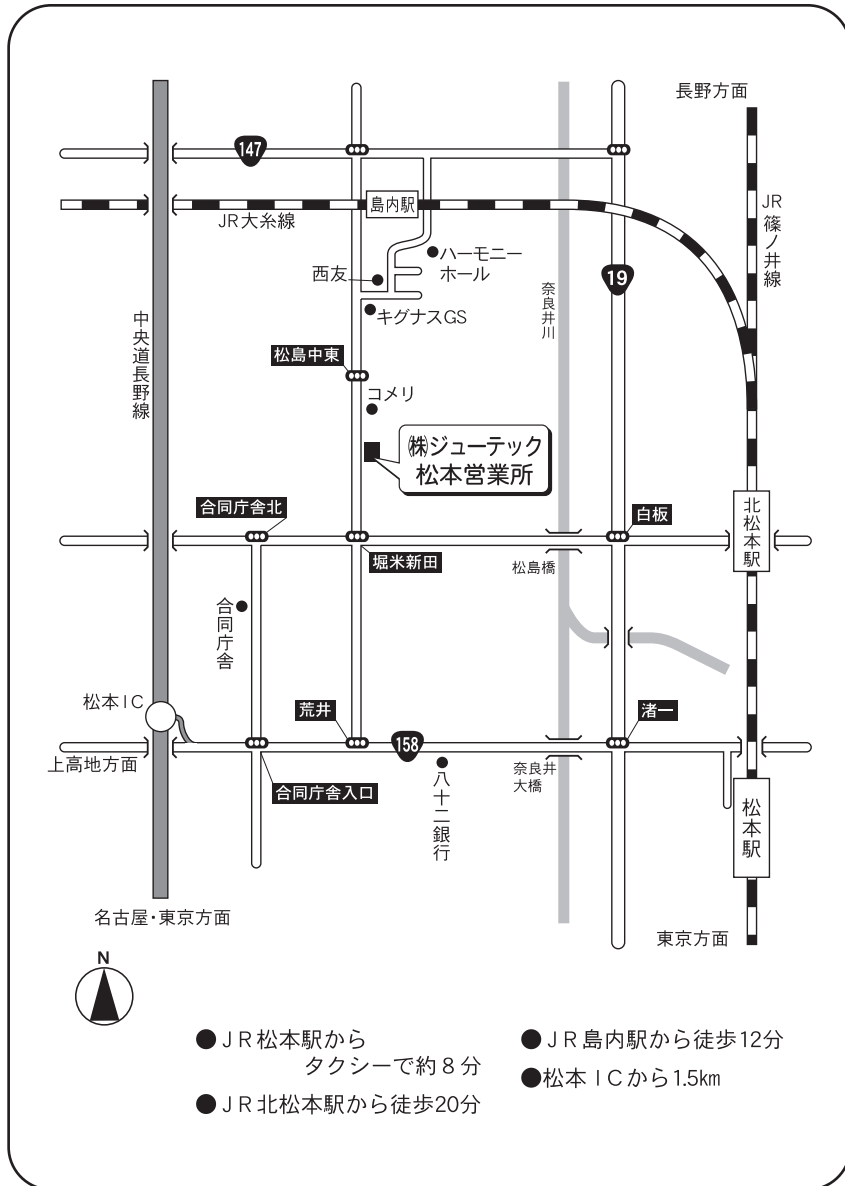 長野方面
147
島内駅
JR大糸線
JR篠ノ井線
ハーモニー
ホール
西友
19
奈良井川
キグナスGS
中央道長野線
松島中東
コメリ
㈱ジューテック
松本営業所
合同庁舎北
白板
北松本駅
堀米新田
松島橋
合同庁舎
松本IC
荒井
渚一
158
上高地方面
奈良井
大橋
合同庁舎入口
八十二銀行
松本駅
名古屋・東京方面
東京方面
N
●JR松本駅から
タクシーで約8分
●JR北松本駅から徒歩20分
●JR島内駅から徒歩12分
●松本ICから1.5km